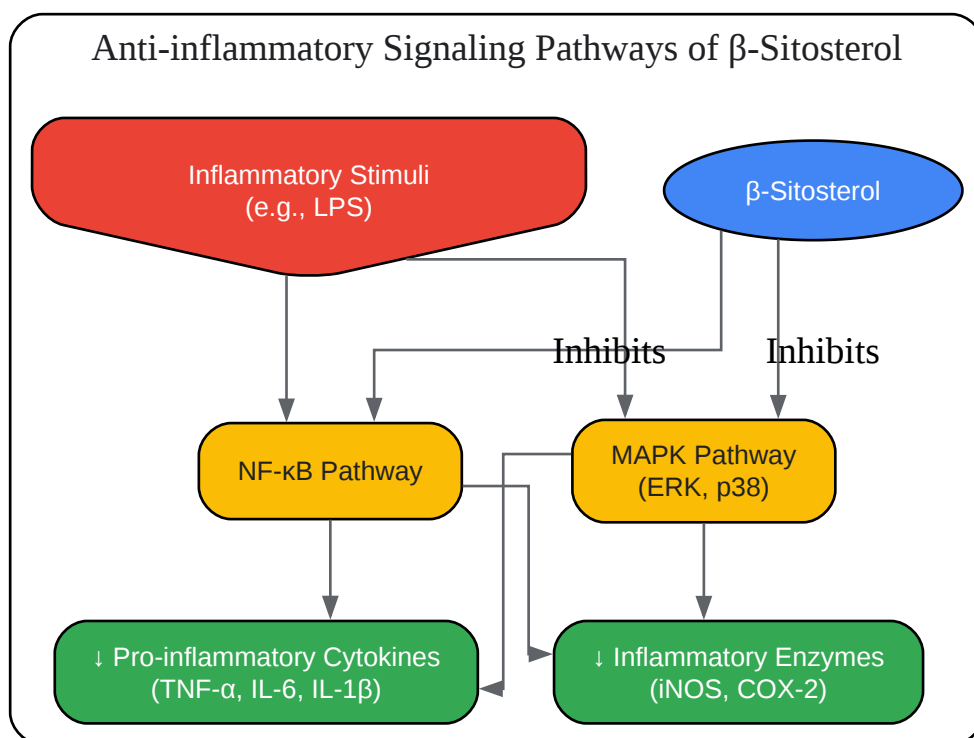 Anti-inflammatory Signaling Pathways of β-Sitosterol
Inflammatory Stimuli
(e.g., LPS)
β-Sitosterol
Inhibits
Inhibits
NF-κB Pathway
MAPK Pathway
(ERK, p38)
↓ Pro-inflammatory Cytokines
(TNF-α, IL-6, IL-1β)
↓ Inflammatory Enzymes
(iNOS, COX-2)